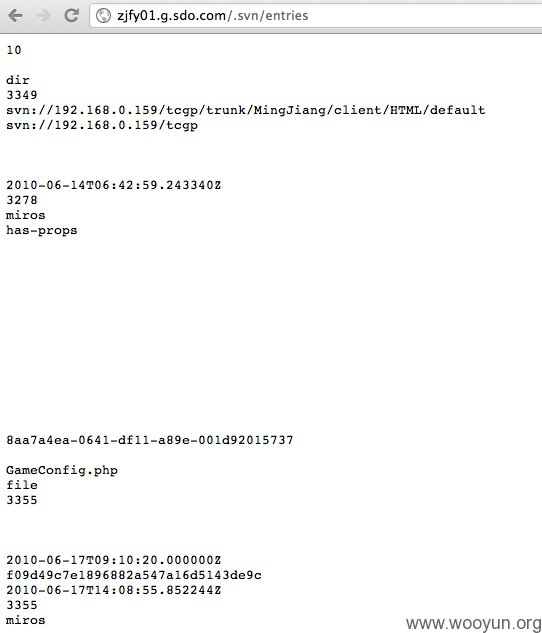 zjfy01.g.sdo.com/.svn/entries
10
dir
3349
svn://192.168.0.159/tcgp/trunk/MingJiang/client/HTML/default
svn://192.168.0.159/tcgp
2010-06-14T06:42:59.243340Z
3278
miros
has-props
8aa7a4ea-0641-df11-a89e-001d92015737
GameConfig.php
file
3355
2010-06-17T09:10:20.000000Z
f09d49c7e1896882a547a16d5143de9c
2010-06-17T14:08:55.852244Z
3355
miros
www.wooyun.org